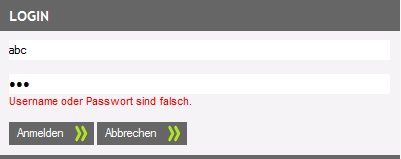 LOGIN
abc
●●●
Username oder Passwort sind falsch.
Anmelden Abbrechen